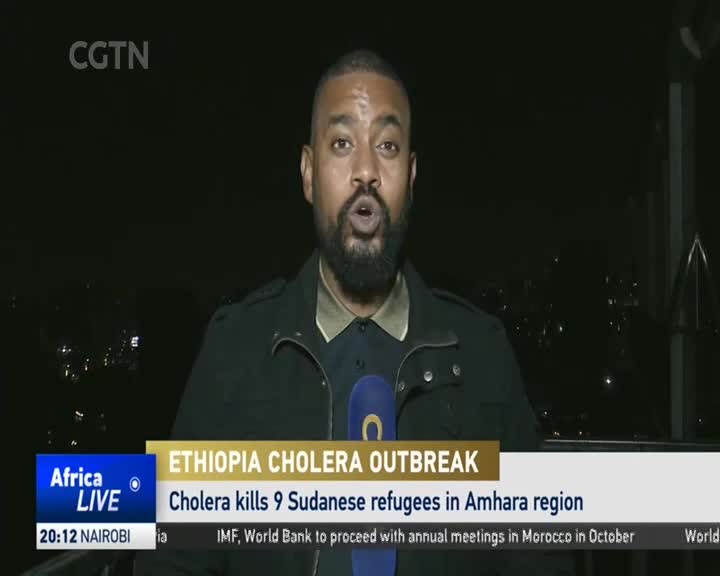 CGTN
ETHIOPIA CHOLERA OUTBREAK
Africa
LIVE
Cholera kills 9 Sudanese refugees in Amhara region
20:12 NAIROBI
IMF, World Bank to proceed with annual meetings in Morocco in October
World